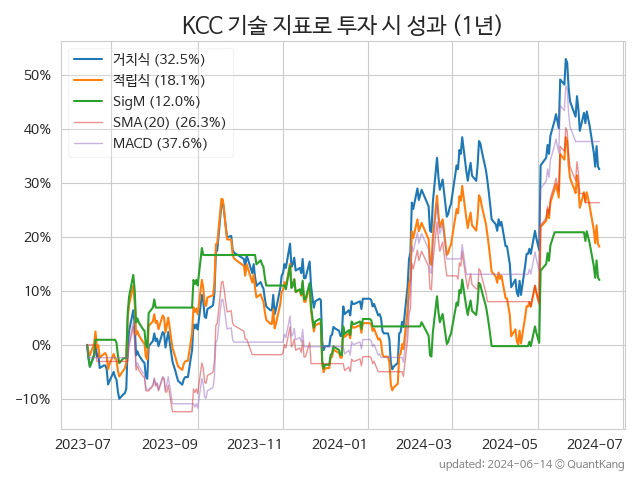 KCC 기술 지표로 투자 시 성과 (1년)
거치식 (32.5%)
적립식 (18.1%)
SigM (12.0%)
SMA(20) (26.3%)
MACD (37.6%)
50%
40%
30%
20%
10%
0%
−10%
2023-07 2023-09 2023-11 2024-01 2024-03 2024-05 2024-07
updated: 2024-06-14 © QuantKang